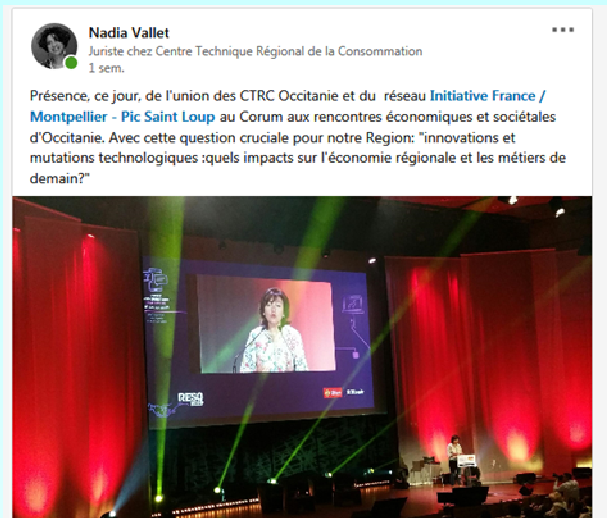 Nadia Vallet
Juriste chez Centre Technique Régional de la Consommation
1 sem.
Présence, ce jour, de l'union des CTRC Occitanie et du réseau Initiative France /
Montpellier - Pic Saint Loup au Corum aux rencontres économiques et sociétales
d'Occitanie. Avec cette question cruciale pour notre Region: "innovations et
mutations technologiques :quels impacts sur l'économie régionale et les métiers de
demain?"